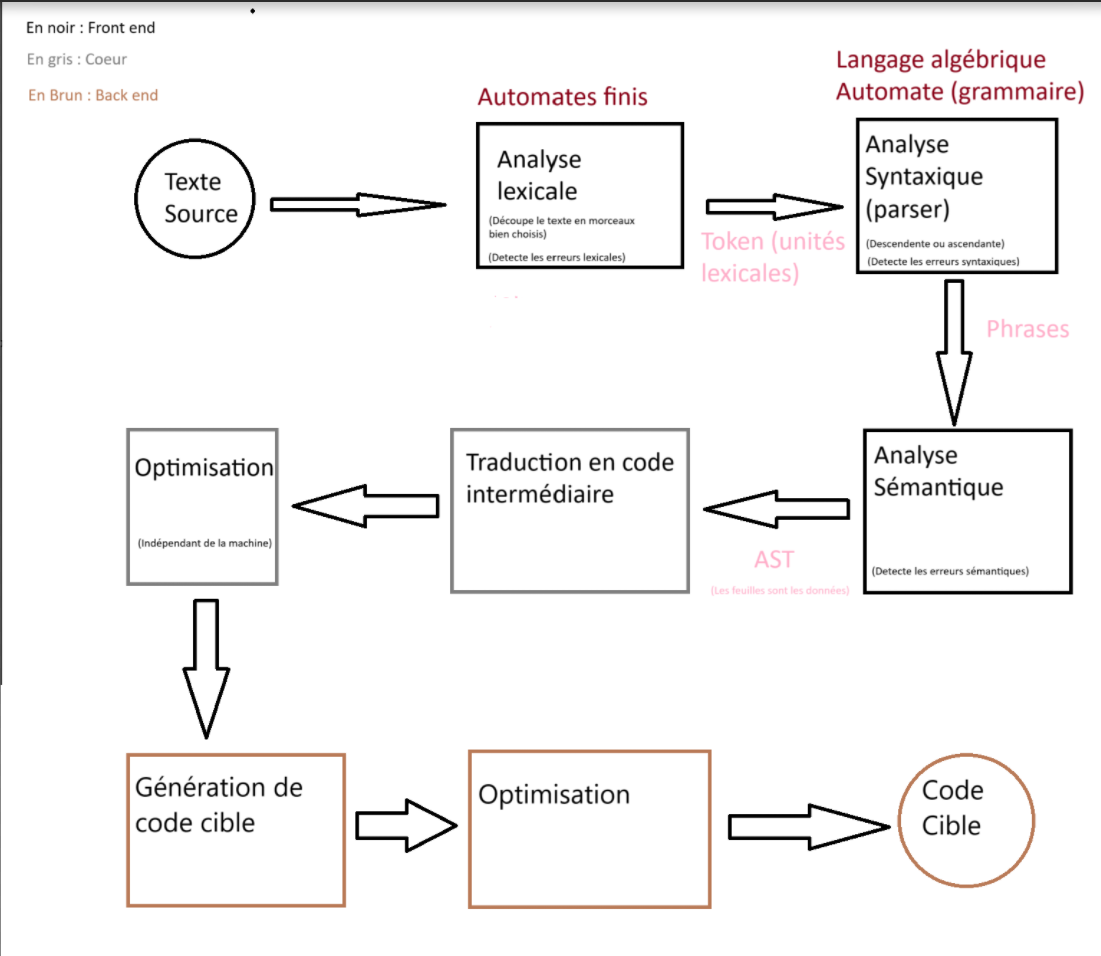 En noir : Front end
En gris : Coeur
En Brun : Back end
Texte
Source
Automates finis
Analyse
lexicale
(Découpe le texte en morceaux
bien choisis)
(Detecte les erreurs lexicales)
Token (unités
lexicales)
Langage algébrique
Automate (grammaire)
Analyse
Syntaxique
(parser)
(Descendente ou ascendante)
(Detecte les erreurs syntaxiques)
Phrases
Analyse
Sémantique
(Detecte les erreurs sémantiques)
AST
(Les feuilles sont les données)
Traduction en code
intermédiaire
Optimisation
(Indépendant de la machine)
Génération de
code cible
Optimisation
Code
Cible